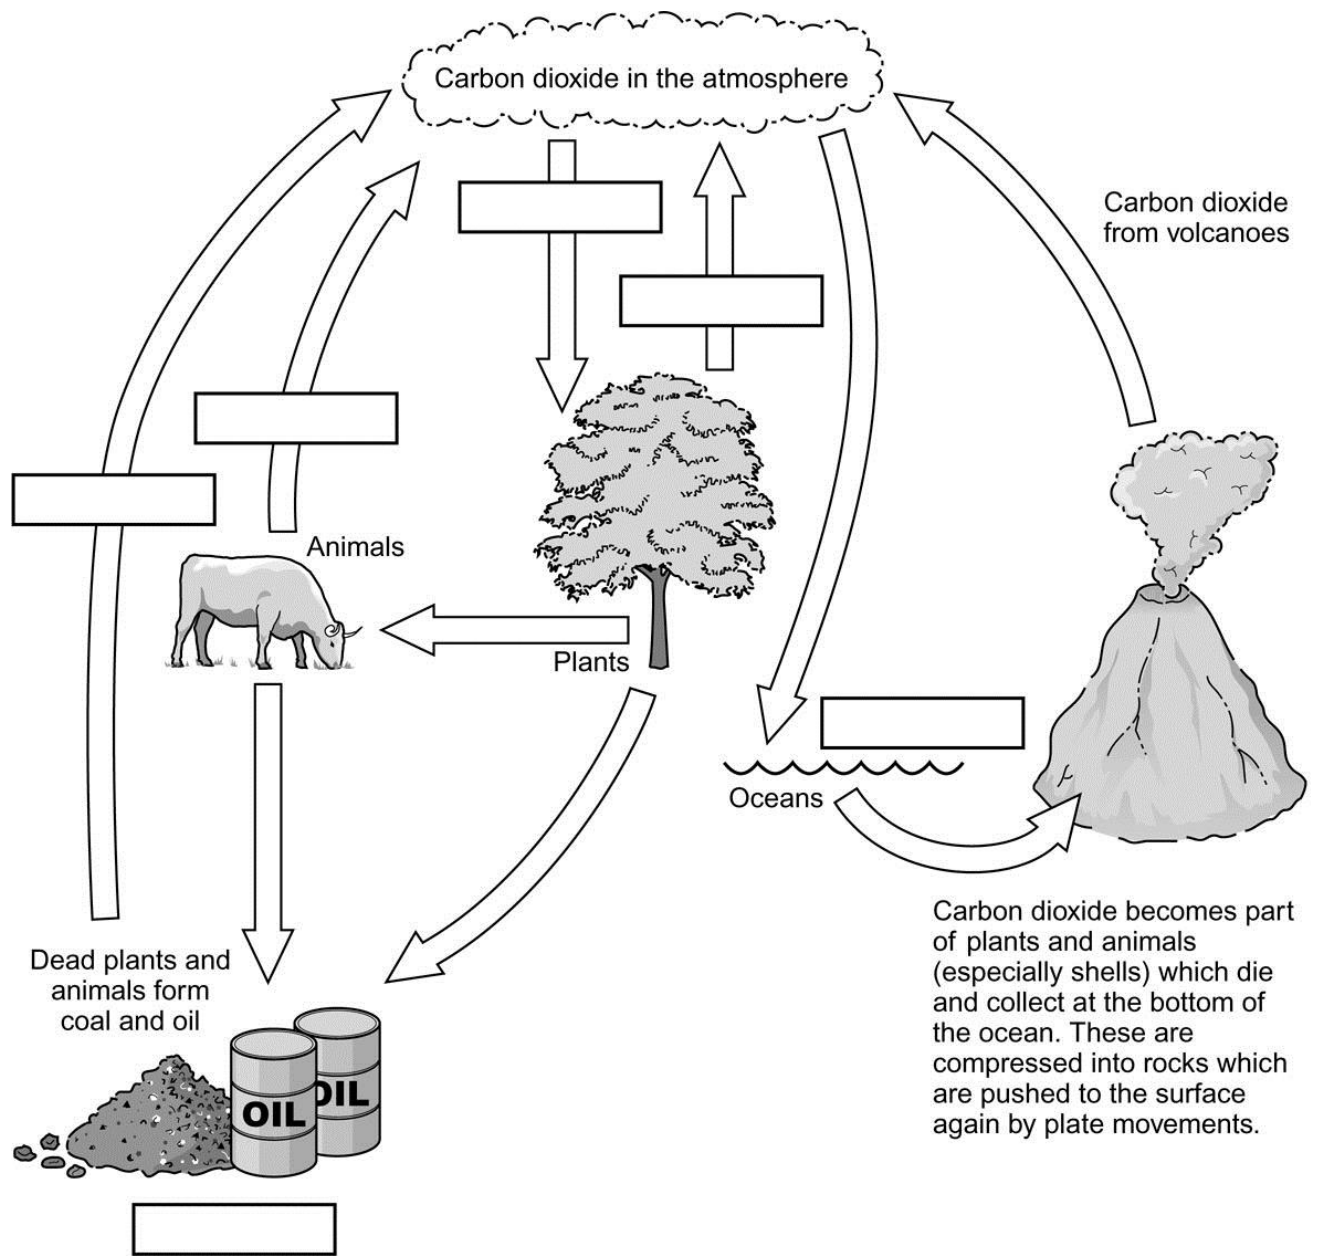 Carbon dioxide in the atmosphere
Carbon dioxide
from volcanoes
Animals
Plants
Oceans
Carbon dioxide becomes part
of plants and animals
(especially shells) which die
and collect at the bottom of
the ocean. These are
compressed into rocks which
are pushed to the surface
again by plate movements.
Dead plants and
animals form
coal and oil
OIL
OIL